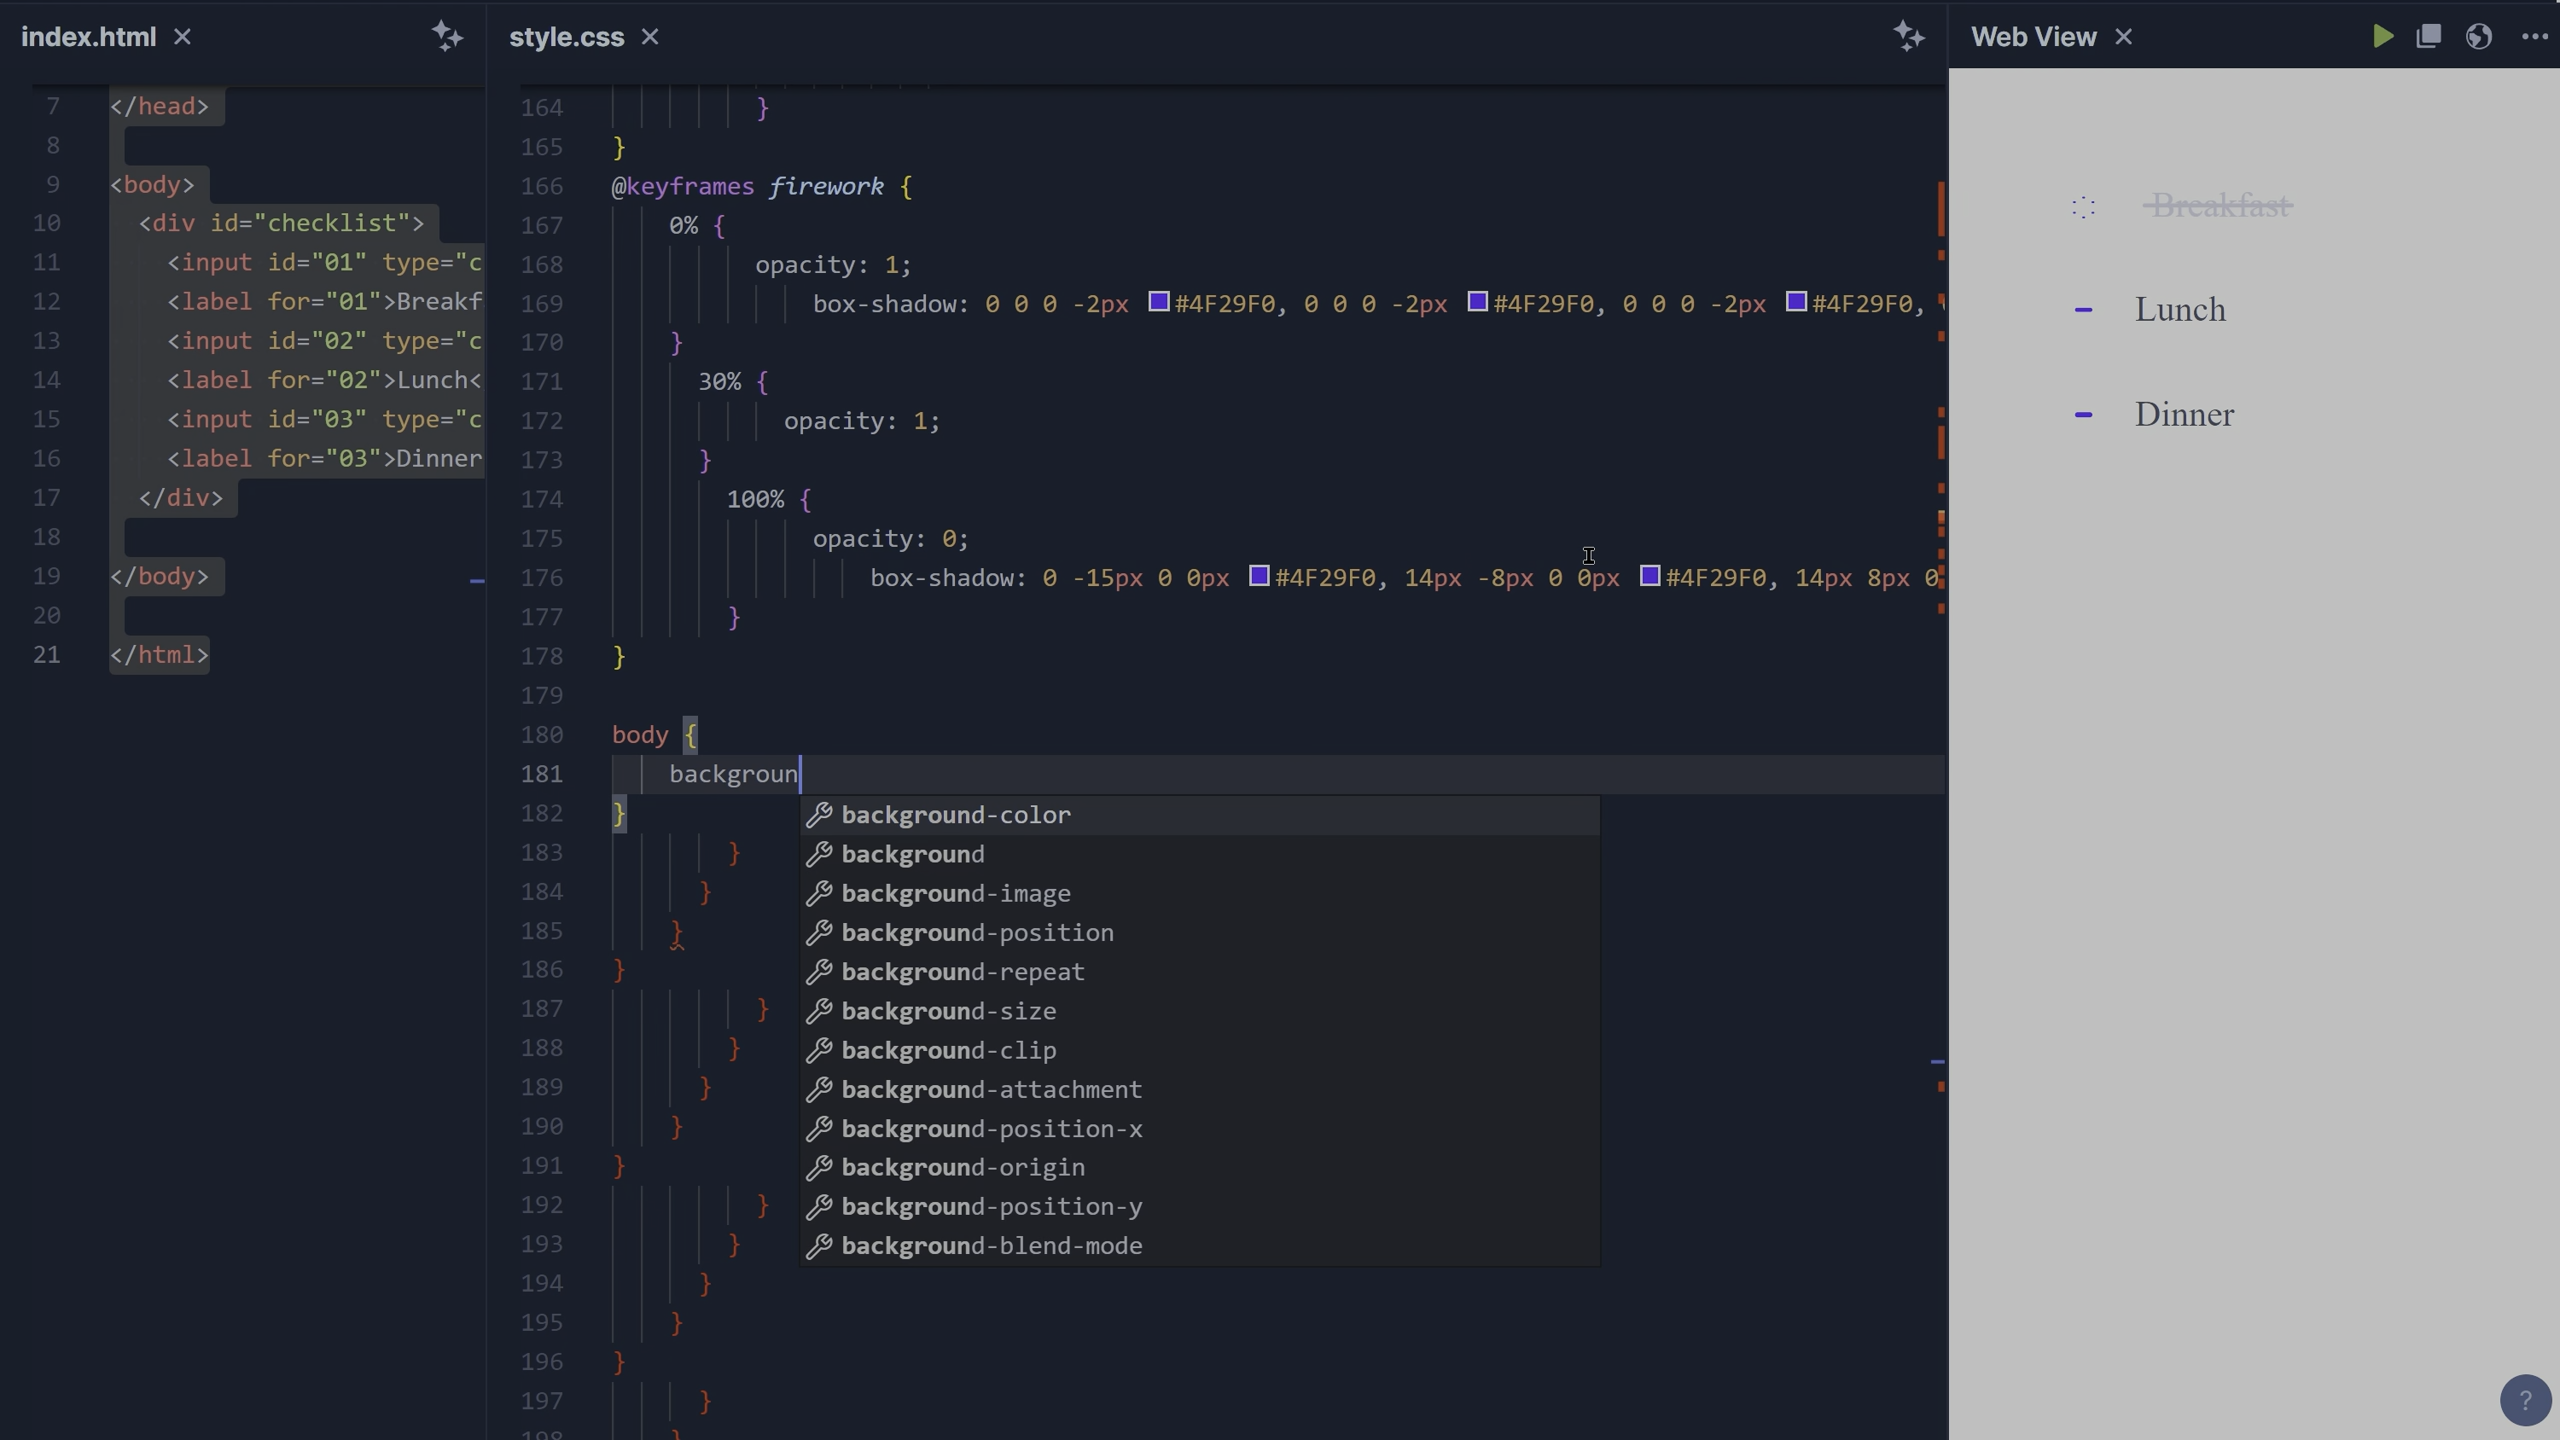 index.html
style.css
Web View
7 </head>
8
9 <body>
10 <div id="checklist">
11 <input id="01" type="c
12 <label for="01">Breakf
13 <input id="02" type="c
14 <label for="02">Lunch<
15 <input id="03" type="c
16 <label for="03">Dinner
17 </div>
18
19 </body>
20
21 </html>
164 }
165 }
166 @keyframes firework {
167 0% {
168 opacity: 1;
169 box-shadow: 0 0 0 -2px #4F29F0, 0 0 0 -2px #4F29F0, 0 0 0 -2px #4F29F0,
170 }
171 30% {
172 opacity: 1;
173 }
174 100% {
175 opacity: 0;
176 box-shadow: 0 -15px 0 0px #4F29F0, 14px -8px 0 0px #4F29F0, 14px 8px 0
177 }
178 }
179
180 body {
181 backgroun
182 }
183 }
184 }
185 }
186 }
187 }
188 }
189 }
190 }
191 }
192 }
193 }
194 }
195 }
196 }
197 }
background-color
background
background-image
background-position
background-repeat
background-size
background-clip
background-attachment
background-position-x
background-origin
background-position-y
background-blend-mode
Breakfast
Lunch
Dinner
?